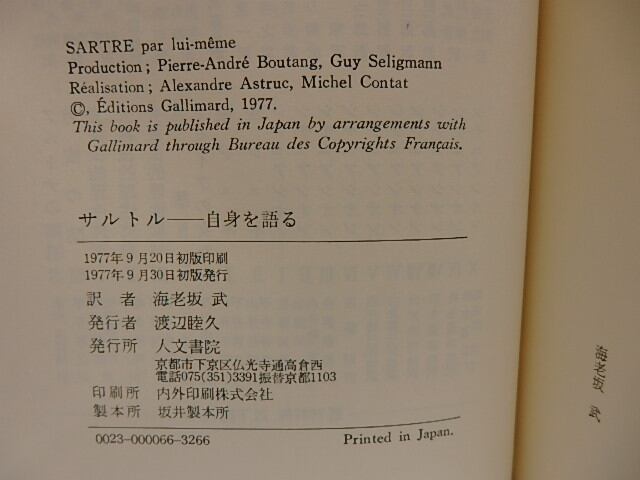 SARTRE par lui-même
Production; Pierre-André Boutang, Guy Seligmann
Réalisation; Alexandre Astruc, Michel Contat
©, Éditions Gallimard, 1977.
This book is published in Japan by arrangements with
Gallimard through Bureau des Copyrights Français.
サルトル——自身を語る
1977年9月20日初版印刷
1977年9月30日初版発行
訳 者 海老坂 武
発行者 渡辺睦久
発行所 人文書院
京都市下京区仏光寺通高倉西
電話075(351)3391振替京都1103
印刷所 内外印刷株式会社
製本所 坂井製本所
0023-000066-3266
Printed in Japan.
海老坂 武